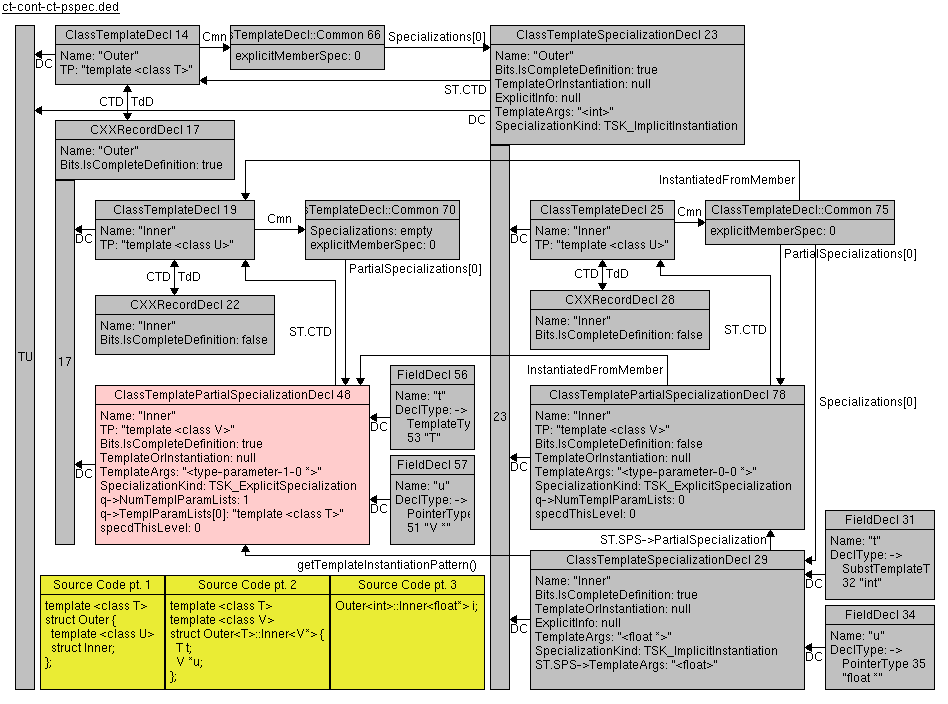 ct-cont-ct-pspec.ded
ClassTemplateDecl 14
Name: "Outer"
TP: "template <class T>"
Cmn
sTemplateDecl::Common 66
explicitMemberSpec: 0
Specializations[0]
ClassTemplateSpecializationDecl 23
Name: "Outer"
Bits.IsCompleteDefinition: true
TemplateOrInstantiation: null
ExplicitInfo: null
TemplateArgs: "<int>"
SpecializationKind: TSK_ImplicitInstantiation
DC
ST.CTD
DC
CTD
TdD
CXXRecordDecl 17
Name: "Outer"
Bits.IsCompleteDefinition: true
InstantiatedFromMember
ClassTemplateDecl 19
Name: "Inner"
TP: "template <class U>"
DC
Cmn
sTemplateDecl::Common 70
Specializations: empty
explicitMemberSpec: 0
ClassTemplateDecl 25
Name: "Inner"
TP: "template <class U>"
DC
Cmn
ClassTemplateDecl::Common 75
explicitMemberSpec: 0
PartialSpecializations[0]
PartialSpecializations[0]
CTD
TdD
CTD
TdD
CXXRecordDecl 22
Name: "Inner"
Bits.IsCompleteDefinition: false
ST.CTD
CXXRecordDecl 28
Name: "Inner"
Bits.IsCompleteDefinition: false
ST.CTD
TU
17
23
InstantiatedFromMember
Specializations[0]
ClassTemplatePartialSpecializationDecl 48
Name: "Inner"
TP: "template <class V>"
Bits.IsCompleteDefinition: true
TemplateOrInstantiation: null
TemplateArgs: "<type-parameter-1-0 *>"
SpecializationKind: TSK_ExplicitSpecialization
q->NumTemplParamLists: 1
q->TemplParamLists[0]: "template <class T>"
specdThisLevel: 0
DC
FieldDecl 56
Name: "t"
DeclType: ->
TemplateTy
53 "T"
DC
FieldDecl 57
Name: "u"
DeclType: ->
PointerType
51 "V *"
DC
ClassTemplatePartialSpecializationDecl 78
Name: "Inner"
TP: "template <class V>"
Bits.IsCompleteDefinition: false
TemplateOrInstantiation: null
TemplateArgs: "<type-parameter-0-0 *>"
SpecializationKind: TSK_ExplicitSpecialization
q->NumTemplParamLists: 0
specdThisLevel: 0
DC
ST.SPS->PartialSpecialization
getTemplateInstantiationPattern()
ClassTemplateSpecializationDecl 29
Name: "Inner"
Bits.IsCompleteDefinition: true
TemplateOrInstantiation: null
ExplicitInfo: null
TemplateArgs: "<float *>"
SpecializationKind: TSK_ImplicitInstantiation
ST.SPS->TemplateArgs: "<float>"
DC
FieldDecl 31
Name: "t"
DeclType: ->
SubstTemplateT
32 "int"
DC
FieldDecl 34
Name: "u"
DeclType: ->
PointerType 35
"float *"
DC
Source Code pt. 1
template <class T>
struct Outer {
template <class U>
struct Inner;
};
Source Code pt. 2
template <class T>
template <class V>
struct Outer<T>::Inner<V*> {
T t;
V *u;
};
Source Code pt. 3
Outer<int>::Inner<float*> i;